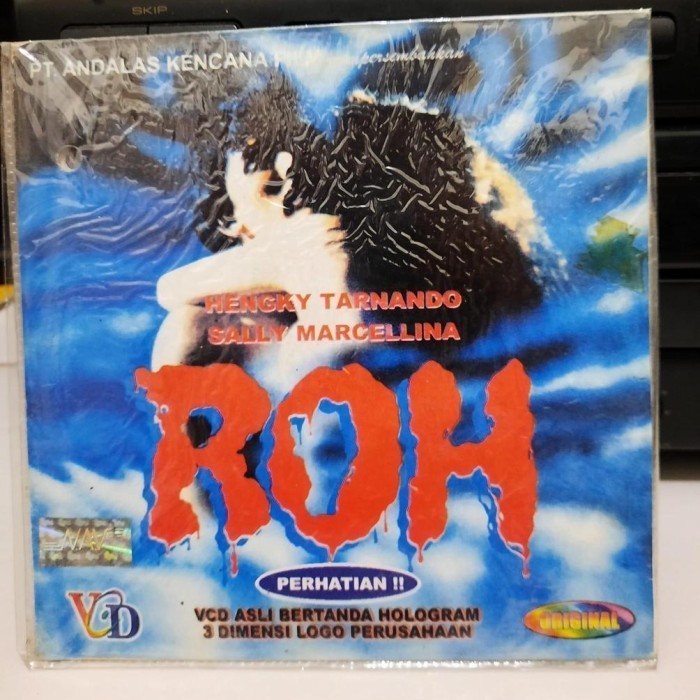 SKIP
PT. ANDALAS KENCANA
persembahkan
HENGKY TARNANDO
SALLY MARCELLINA
ROH
PERHATIAN !!
VCD ASLI BERTANDA HOLOGRAM
3 DIMENSI LOGO PERUSAHAAN
VCD
ORIGINAL